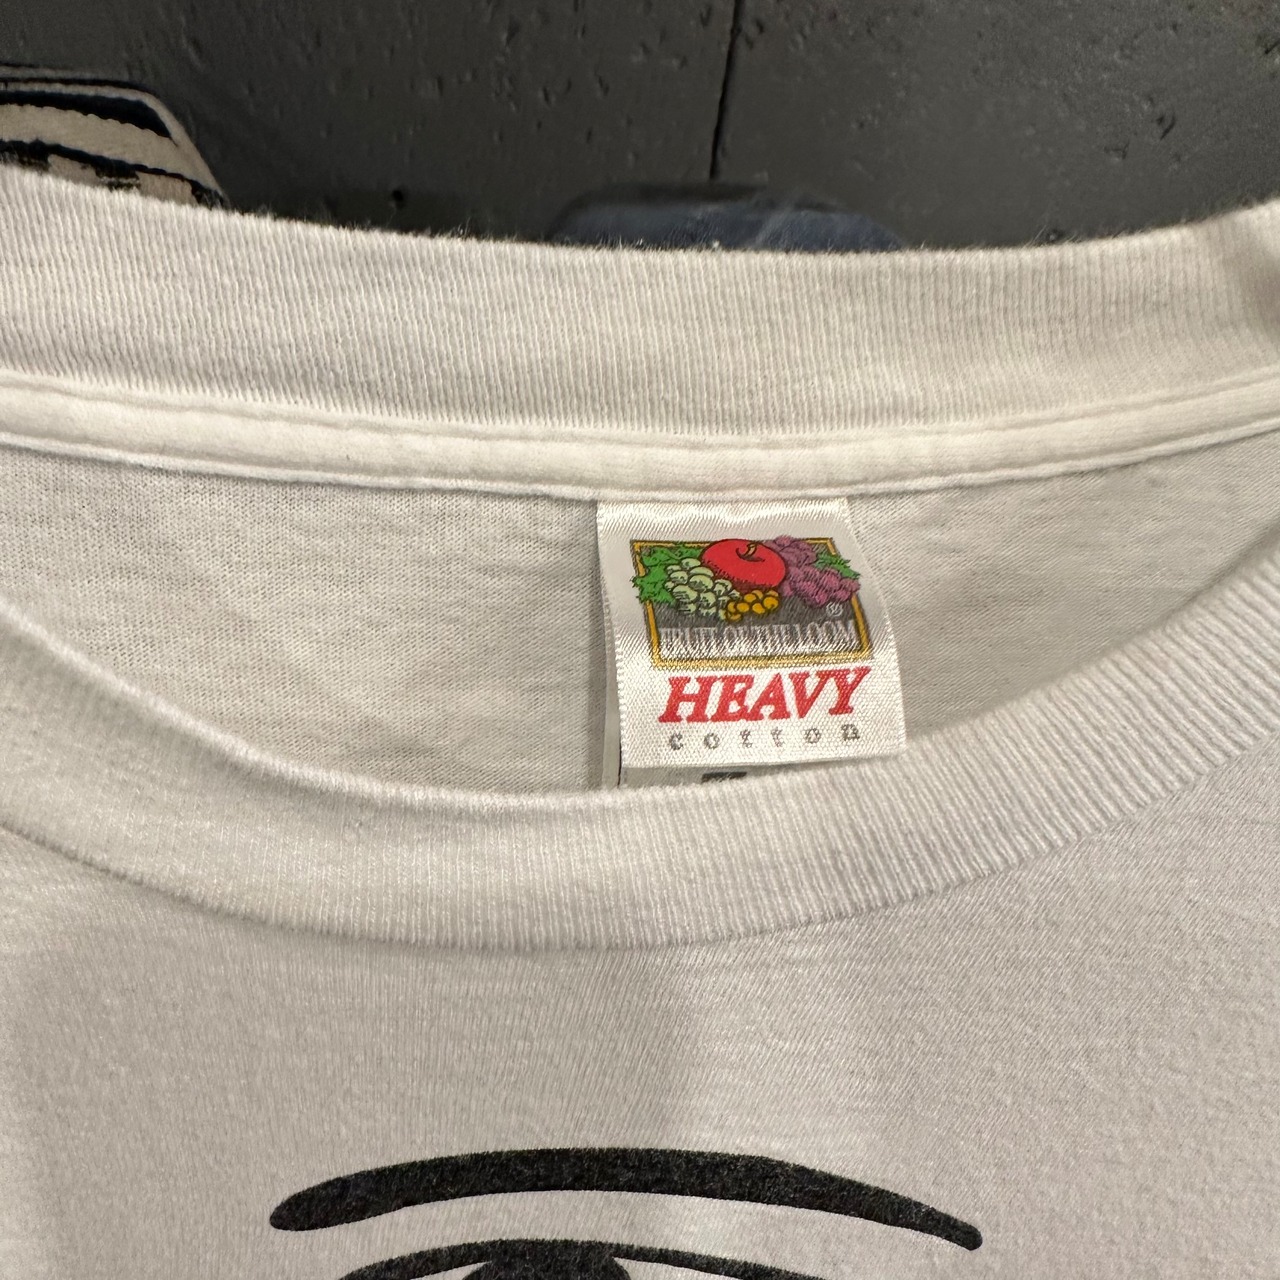 ®
FRUIT OF THE LOOM
HEAVY
cotton